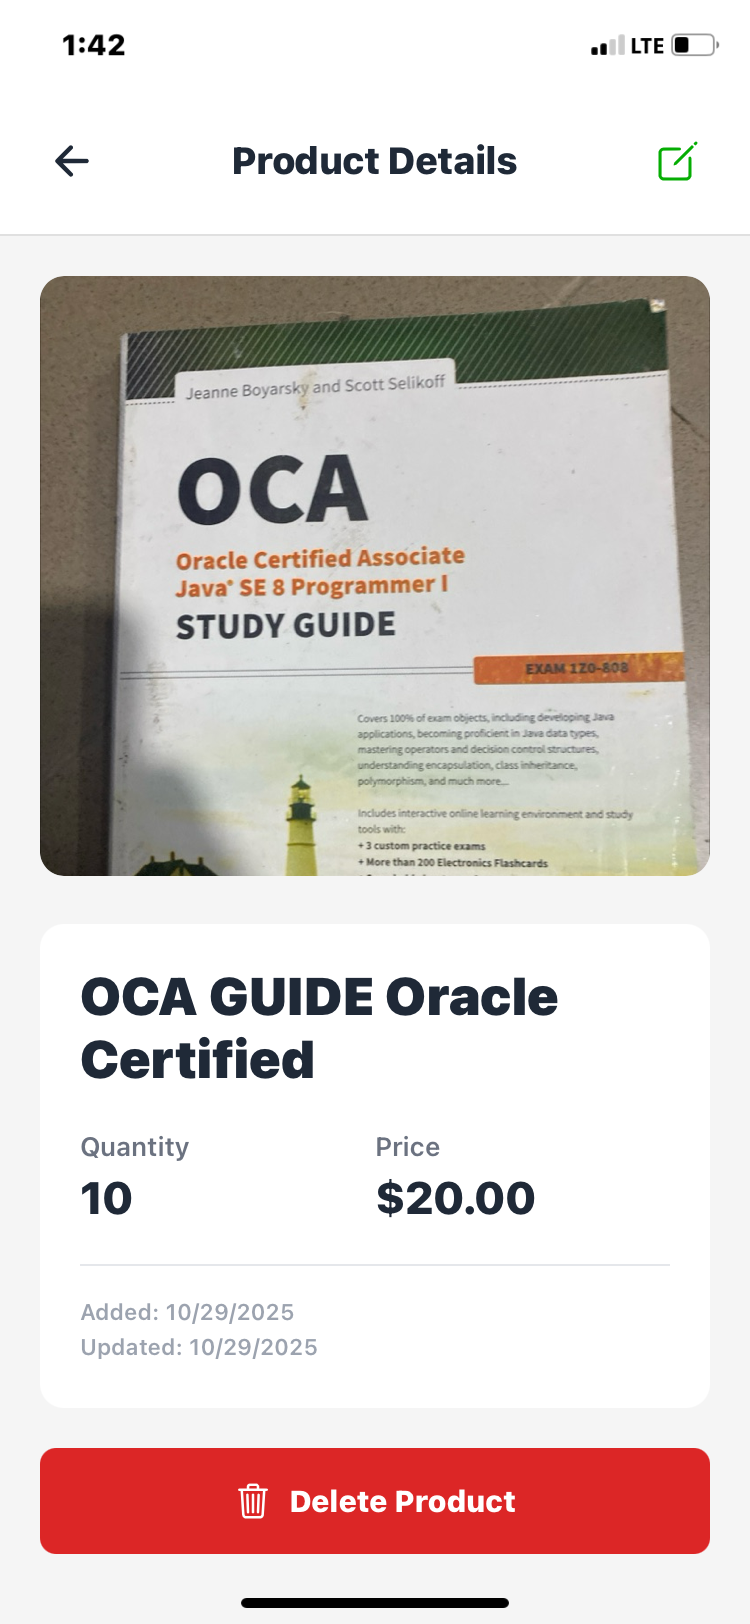 1:42
LTE
Product Details
Jeanne Boyarsky and Scott Selikoff
OCA
Oracle Certified Associate
Java® SE 8 Programmer I
STUDY GUIDE
EXAM 1Z0-808
Covers 100% of exam objects, including developing Java
applications, becoming proficient in Java data types,
mastering operators and decision control structures,
understanding encapsulation, class inheritance,
polymorphism, and much more...
Includes interactive online learning environment and study
tools with:
+ 3 custom practice exams
+ More than 200 Electronics Flashcards
OCA GUIDE Oracle
Certified
Quantity
Price
10
$20.00
Added: 10/29/2025
Updated: 10/29/2025
Delete Product